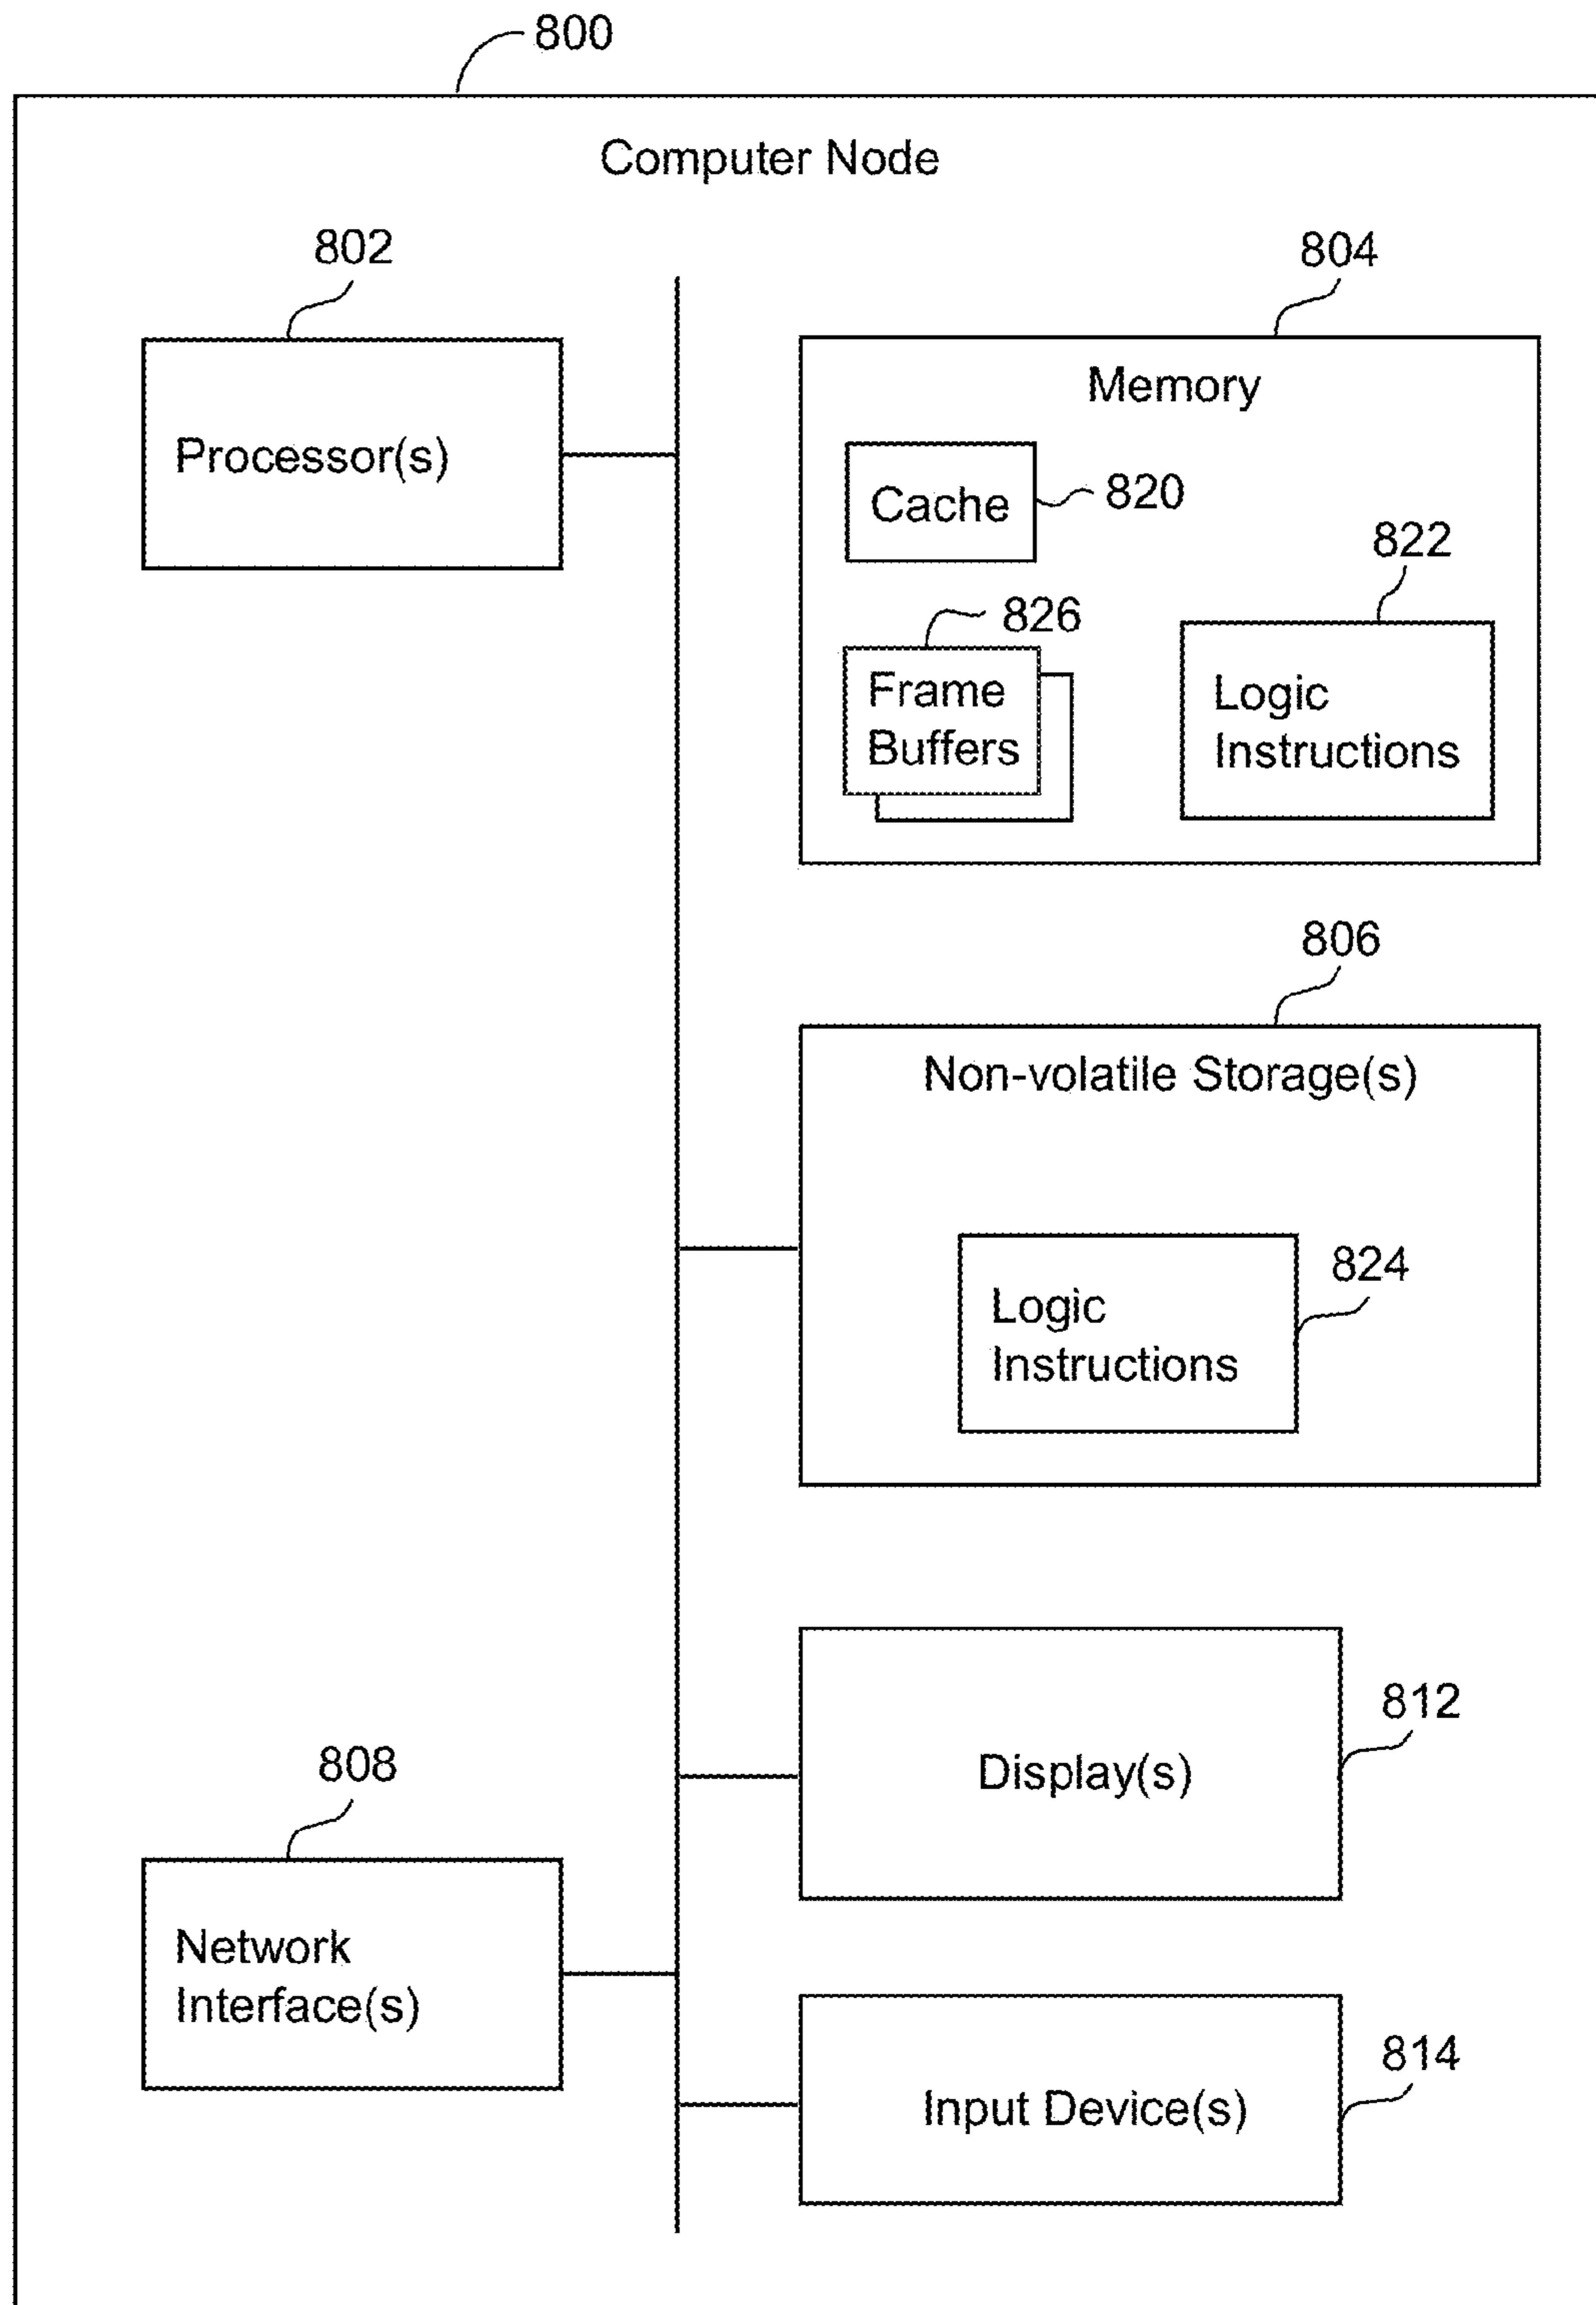 800
Computer Node
802
804
Processor(s)
Memory
Cache
820
822
826
Frame
Buffers
Logic
Instructions
806
Non-volatile Storage(s)
824
Logic
Instructions
812
Display(s)
808
Network
Interface(s)
814
Input Device(s)